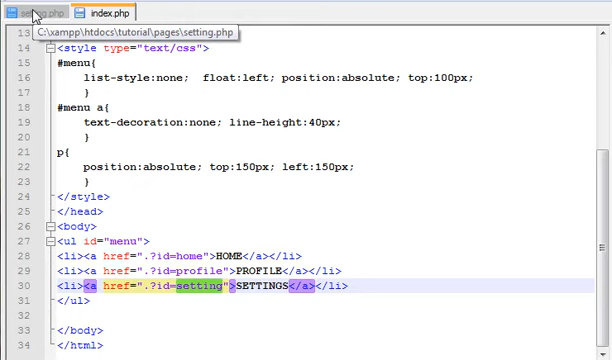 setting.php index.php
C:\xampp\htdocs\tutorial\pages\setting.php
13
14 <style type="text/css">
15 #menu{
16 list-style:none; float:left; position:absolute; top:100px;
17 }
18 #menu a{
19 text-decoration:none; line-height:40px;
20 }
21 p{
22 position:absolute; top:150px; left:150px;
23 }
24 </style>
25 </head>
26 <body>
27 <ul id="menu">
28 <li><a href=".?id=home">HOME</a></li>
29 <li><a href=".?id=profile">PROFILE</a></li>
30 <li><a href=".?id=setting">SETTINGS</a></li>
31 </ul>
32
33 </body>
34 </html>